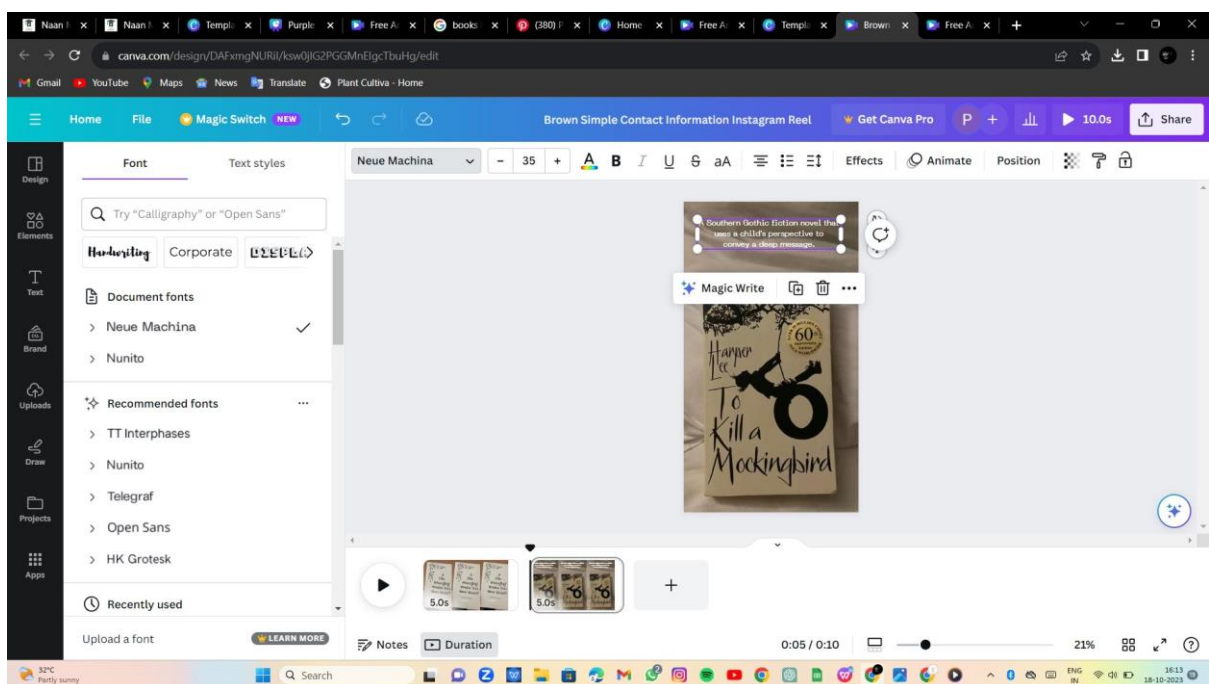 Naan
Naan
Templa
Purple
Free A
books
(380) P
Home
Free A
Templa
Brown
Free A
canva.com/design/DAFxmgNURiI/ksw0jIG2PGGMnElgcTbuHg/edit
Gmail YouTube Maps News Translate Plant Cultiva - Home
Home File Magic Switch NEW Brown Simple Contact Information Instagram Reel Get Canva Pro P + 10.0s Share
Design
Elements
Text
Brand
Uploads
Draw
Projects
Apps
Font Text styles
Try "Calligraphy" or "Open Sans"
Handwriting Corporate DISPLA
Document fonts
Neue Machina
Nunito
Recommended fonts
TT Interphases
Nunito
Telegraf
Open Sans
HK Grotesk
Recently used
Upload a font LEARN MORE
Neue Machina - 35 + A B I U S aA Effects Animate Position
A Southern Gothic fiction novel that
uses a child's perspective to
convey a deep message.
Magic Write
60
Harper
Lee
To
Kill a
Mockingbird
5.0s 5.0s +
Notes Duration 0:05 / 0:10 21%
32°C
Partly sunny
Search
ENG
IN
16:13
18-10-2023